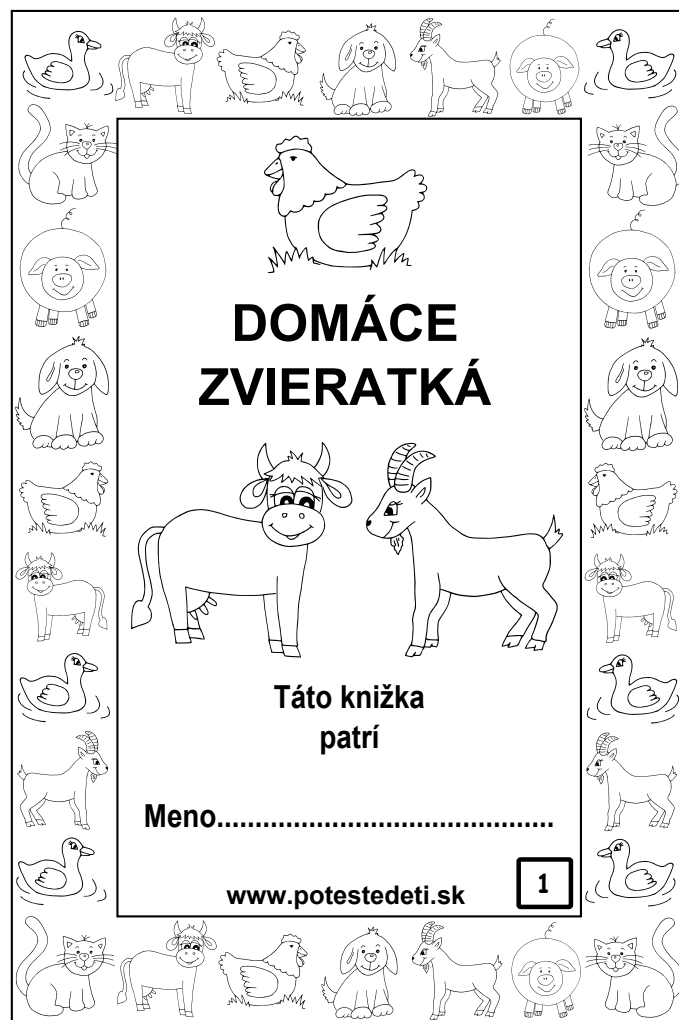 DOMÁCE
ZVIERATKÁ
Táto knižka
patrí
Meno............................................
www.potestedeti.sk
1